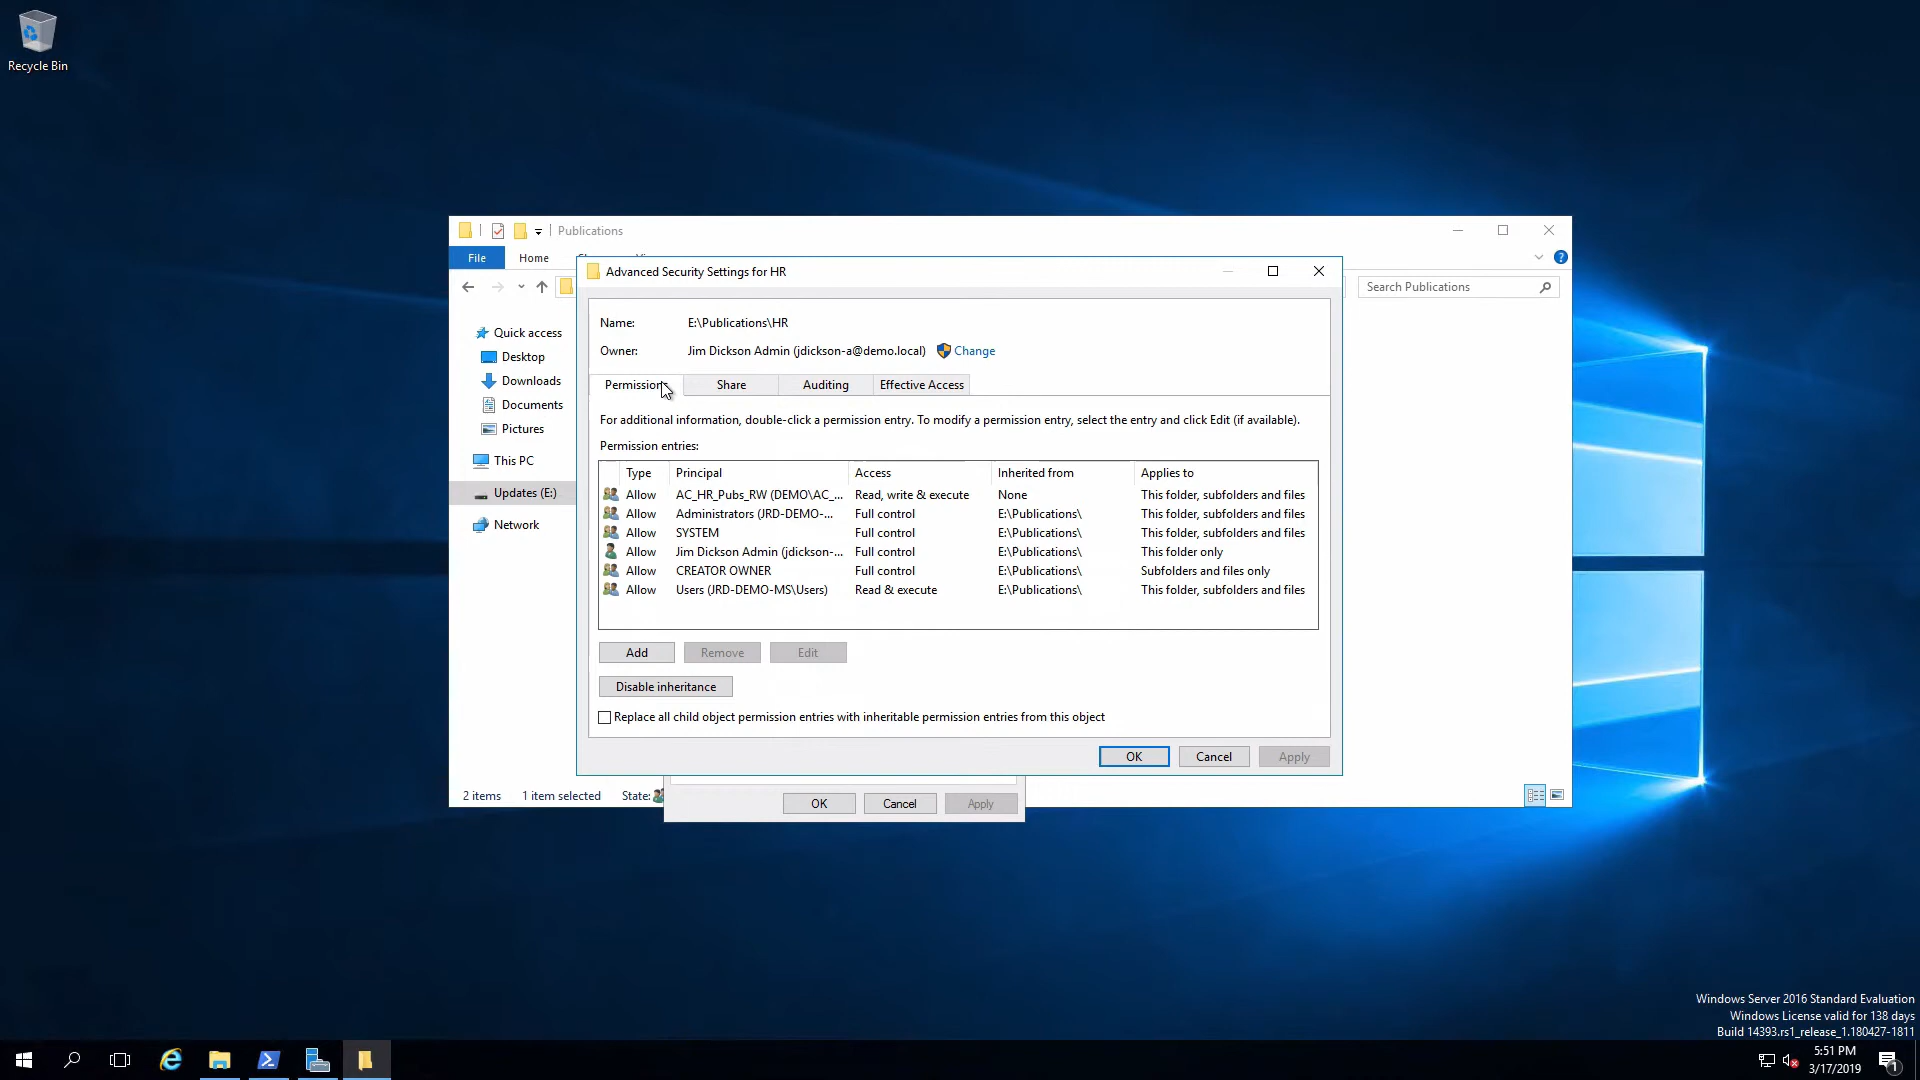 Recycle Bin
Publications
File
Home
Search Publications
Quick access
Desktop
Downloads
Documents
Pictures
This PC
Updates (E:)
Network
2 items
1 item selected
State:
Advanced Security Settings for HR
Name: E:\Publications\HR
Owner: Jim Dickson Admin (jdickson-a@demo.local) Change
Permissions Share Auditing Effective Access
For additional information, double-click a permission entry. To modify a permission entry, select the entry and click Edit (if available).
Permission entries:
Type Principal Access Inherited from Applies to
Allow AC_HR_Pubs_RW (DEMO\AC_... Read, write & execute None This folder, subfolders and files
Allow Administrators (JRD-DEMO-... Full control E:\Publications\ This folder, subfolders and files
Allow SYSTEM Full control E:\Publications\ This folder, subfolders and files
Allow Jim Dickson Admin (jdickson-... Full control E:\Publications\ This folder only
Allow CREATOR OWNER Full control E:\Publications\ Subfolders and files only
Allow Users (JRD-DEMO-MS\Users) Read & execute E:\Publications\ This folder, subfolders and files
Add Remove Edit
Disable inheritance
Replace all child object permission entries with inheritable permission entries from this object
OK Cancel Apply
OK Cancel Apply
Windows Server 2016 Standard Evaluation
Windows License valid for 138 days
Build 14393.rs1_release_1.180427-1811
5:51 PM
3/17/2019
1